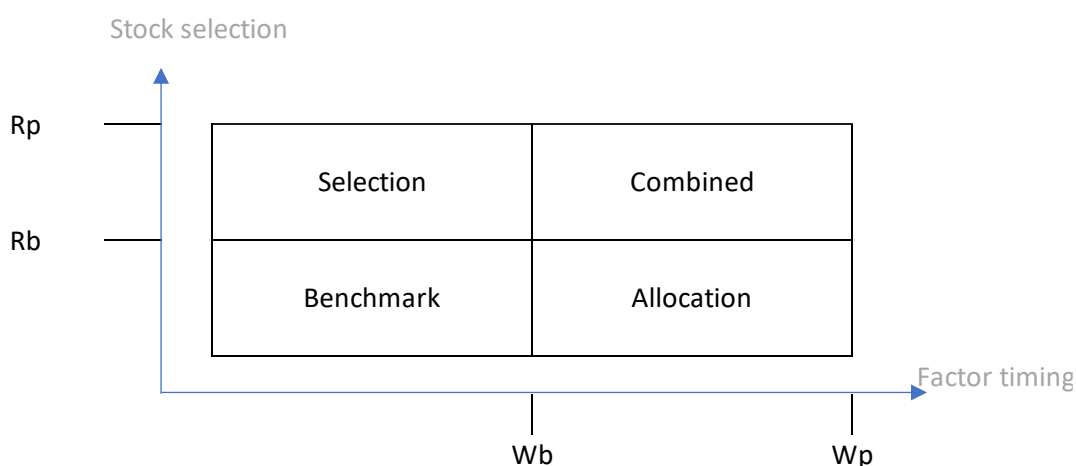 Stock selection
Rp
Selection
Combined
Rb
Benchmark
Allocation
Factor timing
Wb
Wp